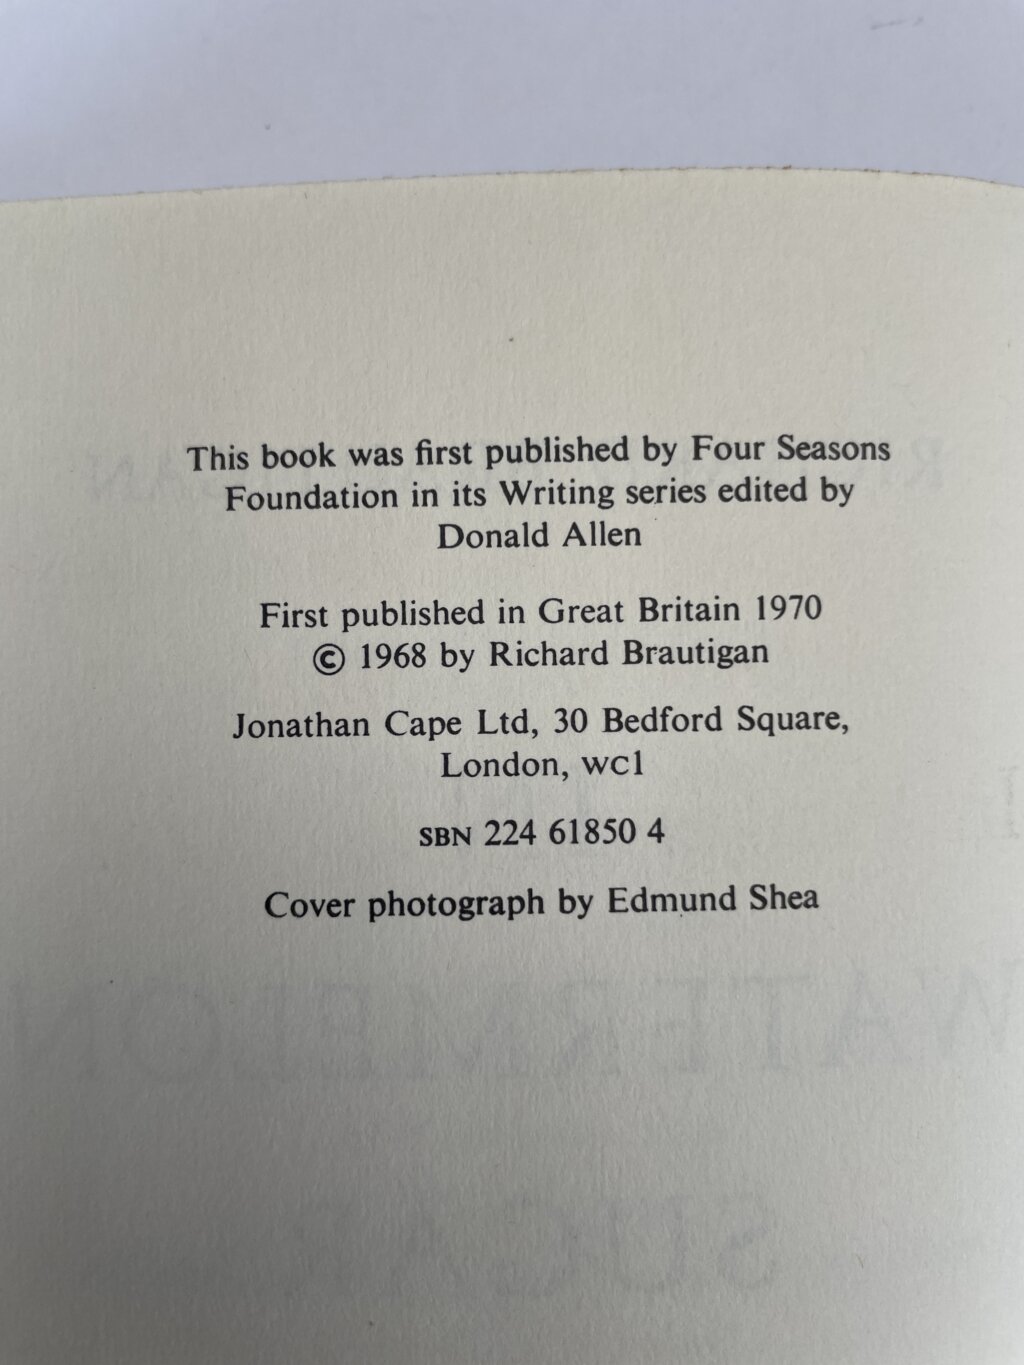 This book was first published by Four Seasons
Foundation in its Writing series edited by
Donald Allen
First published in Great Britain 1970
© 1968 by Richard Brautigan
Jonathan Cape Ltd, 30 Bedford Square,
London, WC1
SBN 224 61850 4
Cover photograph by Edmund Shea
WATERMELON
SUGA